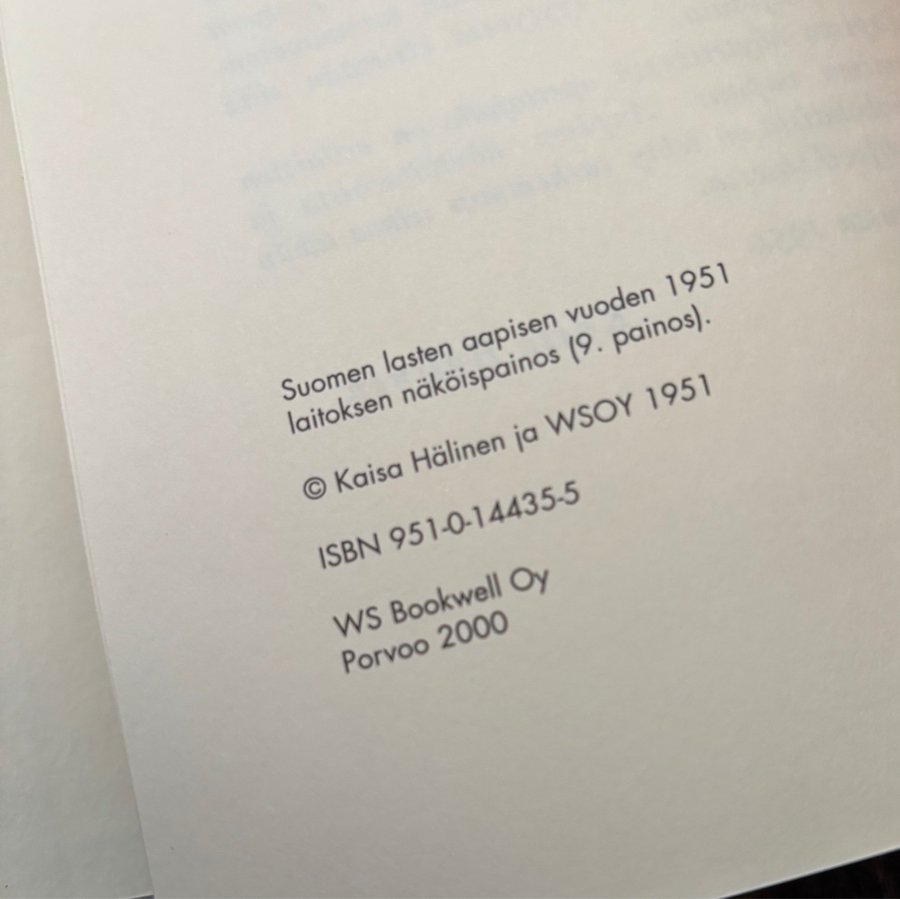 Suomen lasten aapisen vuoden 1951
laitoksen näköispainos (9. painos).
© Kaisa Hälinen ja WSOY 1951
ISBN 951-0-14435-5
WS Bookwell Oy
Porvoo 2000